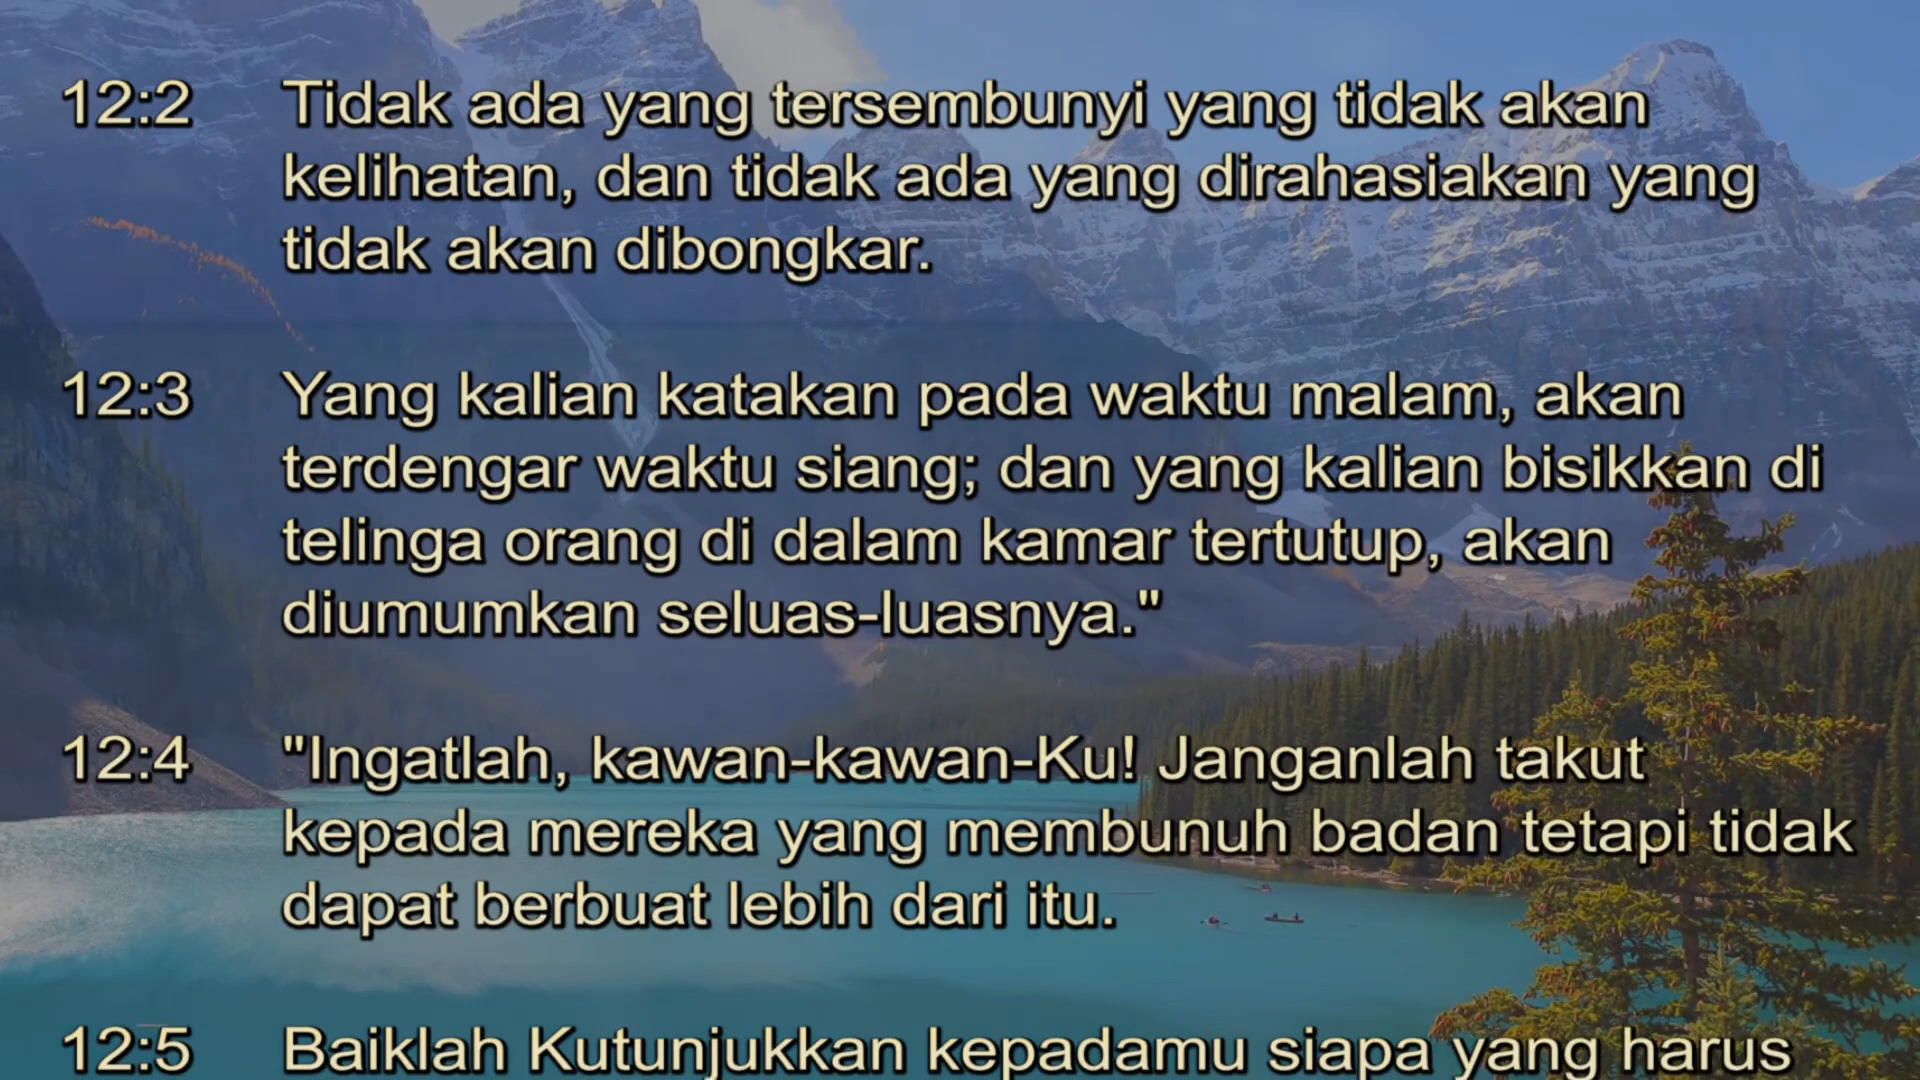 12:2 Tidak ada yang tersembunyi yang tidak akan
kelihatan, dan tidak ada yang dirahasiakan yang
tidak akan dibongkar.
12:3 Yang kalian katakan pada waktu malam, akan
terdengar waktu siang; dan yang kalian bisikkan di
telinga orang di dalam kamar tertutup, akan
diumumkan seluas-luasnya."
12:4 "Ingatlah, kawan-kawan-Ku! Janganlah takut
kepada mereka yang membunuh badan tetapi tidak
dapat berbuat lebih dari itu.
12:5 Baiklah Kutunjukkan kepadamu siapa yang harus